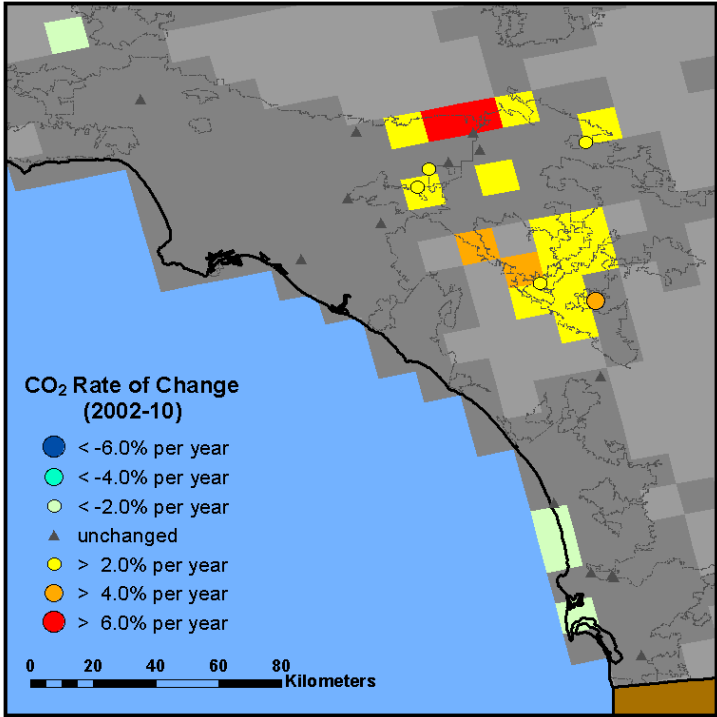 CO₂ Rate of Change
(2002-10)
< -6.0% per year
< -4.0% per year
< -2.0% per year
unchanged
> 2.0% per year
> 4.0% per year
> 6.0% per year
0 20 40 60 80
Kilometers